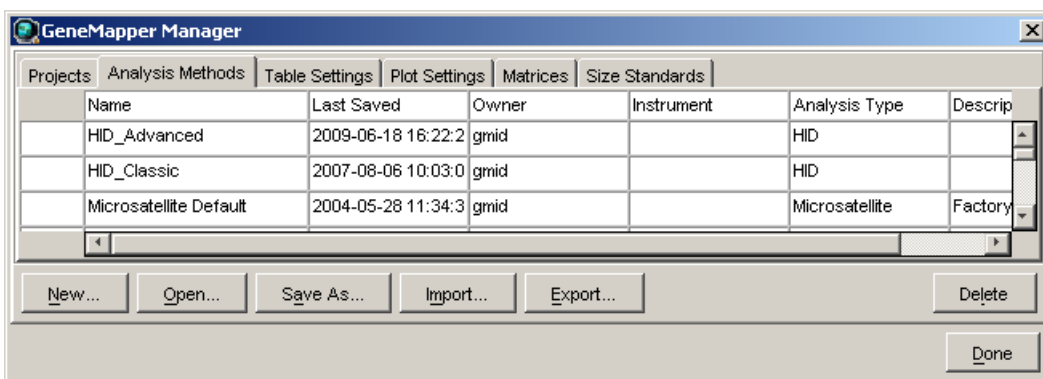 GeneMapper Manager
Projects Analysis Methods Table Settings Plot Settings Matrices Size Standards
Name Last Saved Owner Instrument Analysis Type Descrip
HID_Advanced 2009-06-18 16:22:2 gmid HID
HID_Classic 2007-08-06 10:03:0 gmid HID
Microsatellite Default 2004-05-28 11:34:3 gmid Microsatellite Factory
New... Open... Save As... Import... Export... Delete
Done